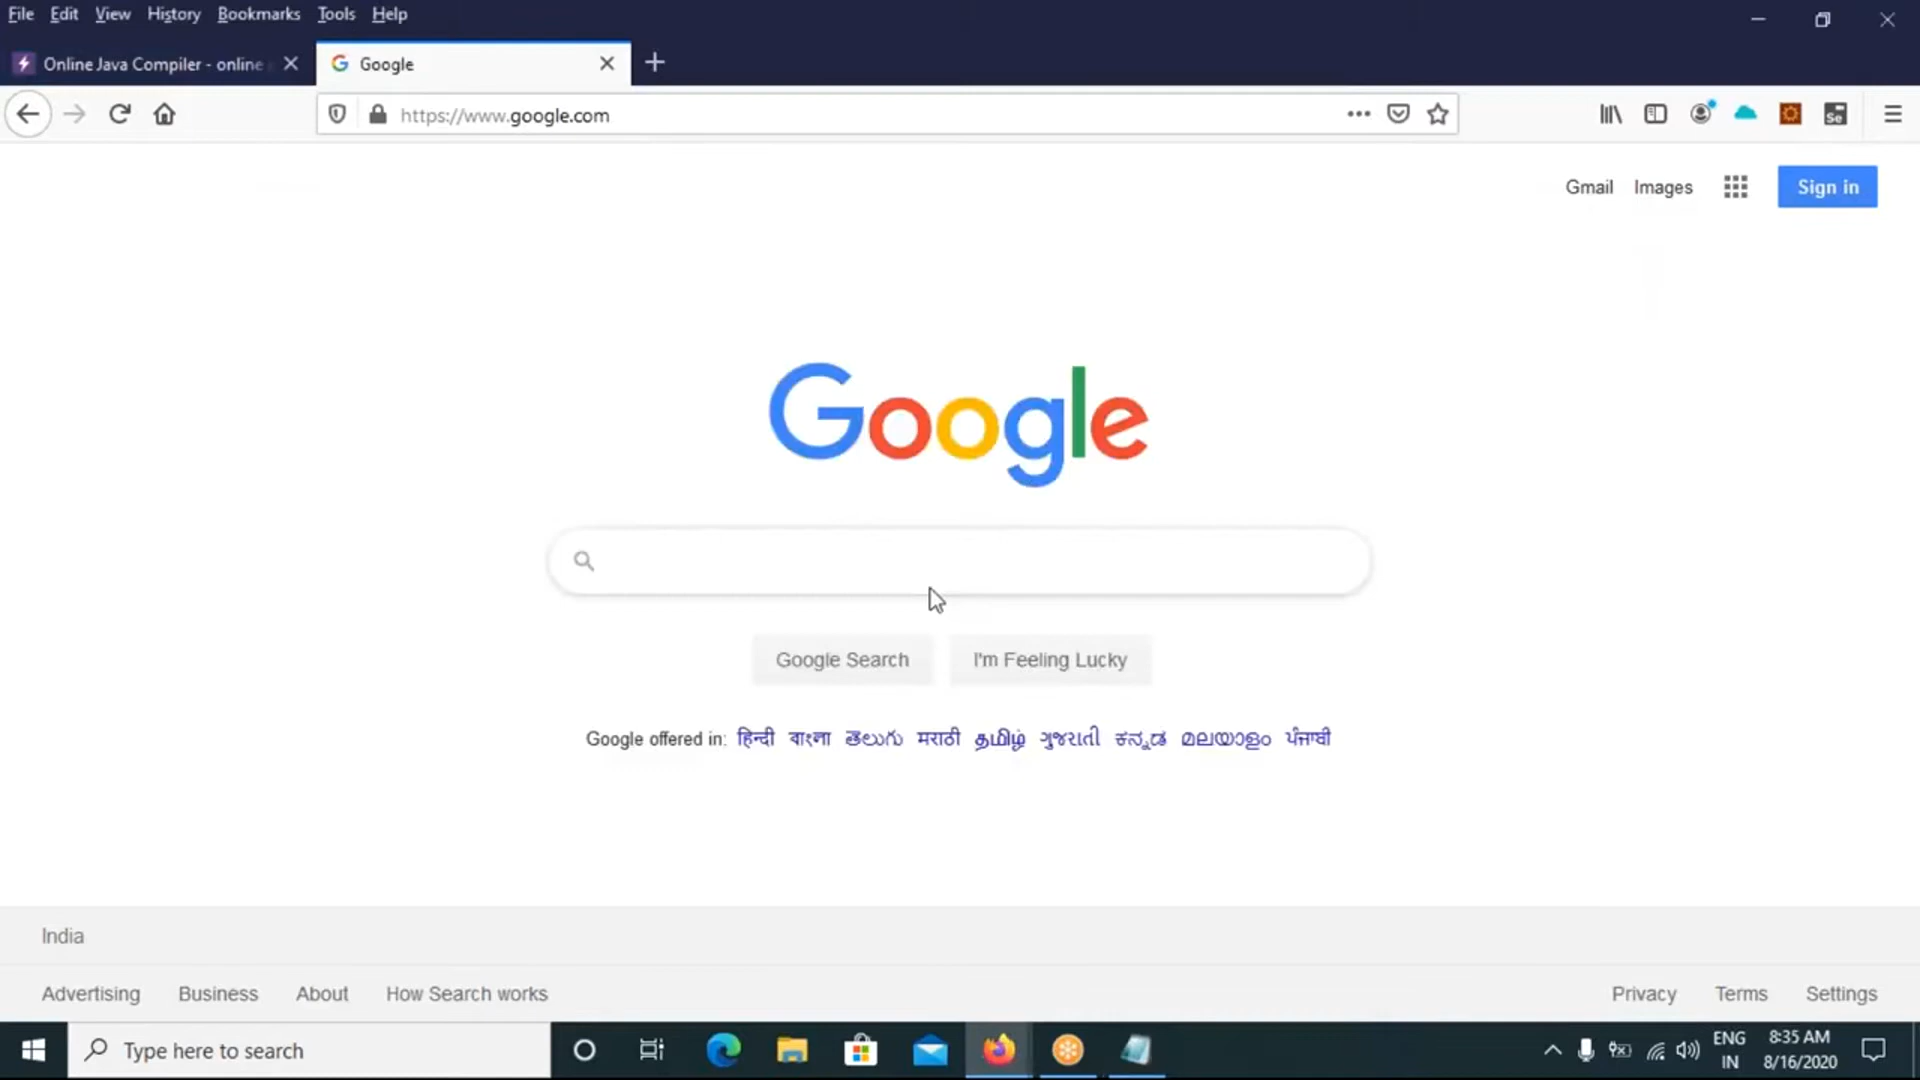 File Edit View History Bookmarks Tools Help
Online Java Compiler - online
Google
https://www.google.com
Se
Gmail Images Sign in
Google
Google Search I'm Feeling Lucky
Google offered in: हिन्दी বাংলা తెలుగు मराठी தமிழ் ગુજરાતી ಕನ್ನಡ മലയാളം ਪੰਜਾਬੀ
India
Advertising Business About How Search works Privacy Terms Settings
Type here to search
ENG 8:35 AM
IN 8/16/2020